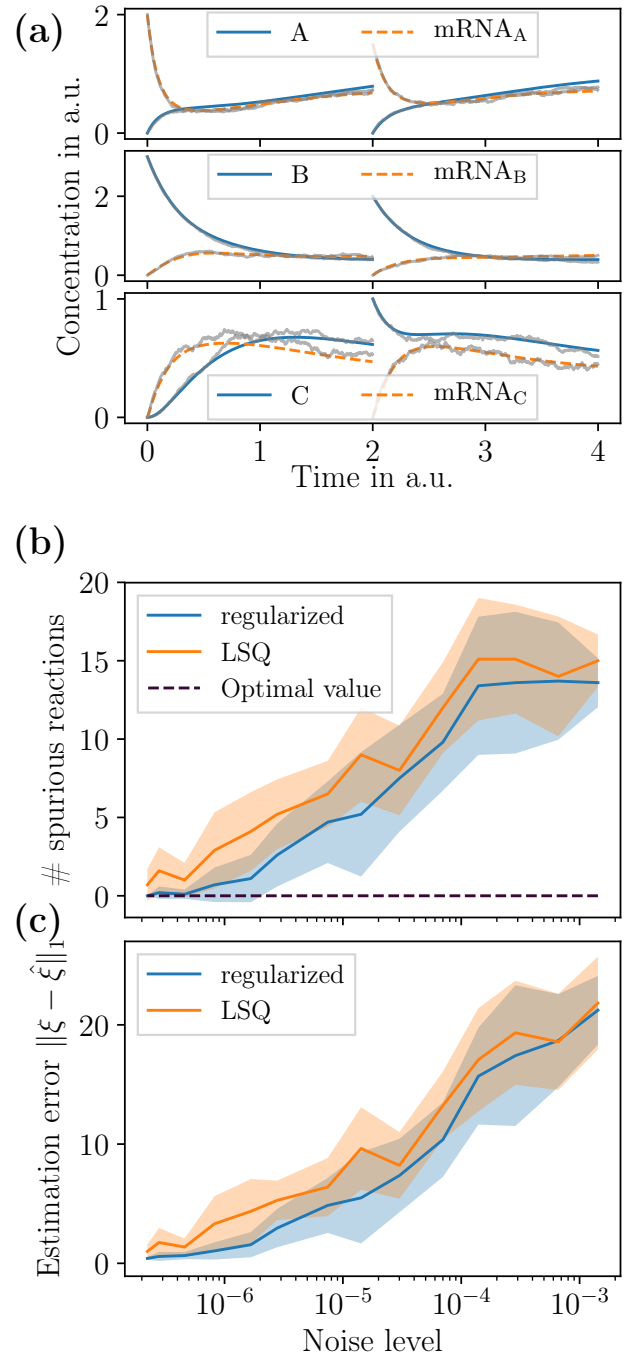 (a)
Concentration in a.u.
2
0
A
mRNA_A
2
0
B
mRNA_B
1
0
C
mRNA_C
0 1 2 3 4
Time in a.u.
(b)
# spurious reactions
20
15
10
5
0
regularized
LSQ
Optimal value
(c)
Estimation error ‖ξ − ξ̂‖₁
20
10
0
regularized
LSQ
10⁻⁶ 10⁻⁵ 10⁻⁴ 10⁻³
Noise level